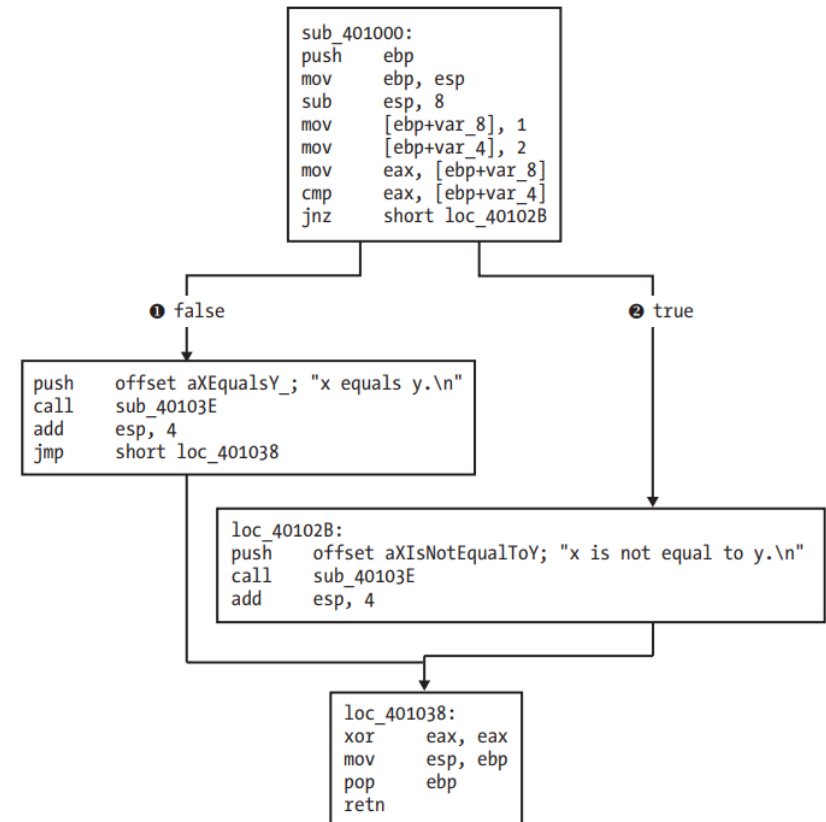 sub_401000:
push ebp
mov ebp, esp
sub esp, 8
mov [ebp+var_8], 1
mov [ebp+var_4], 2
mov eax, [ebp+var_8]
cmp eax, [ebp+var_4]
jnz short loc_40102B
❶ false
❷ true
push offset aXEqualsY_; "x equals y.\n"
call sub_40103E
add esp, 4
jmp short loc_401038
loc_40102B:
push offset aXIsNotEqualToY; "x is not equal to y.\n"
call sub_40103E
add esp, 4
loc_401038:
xor eax, eax
mov esp, ebp
pop ebp
retn